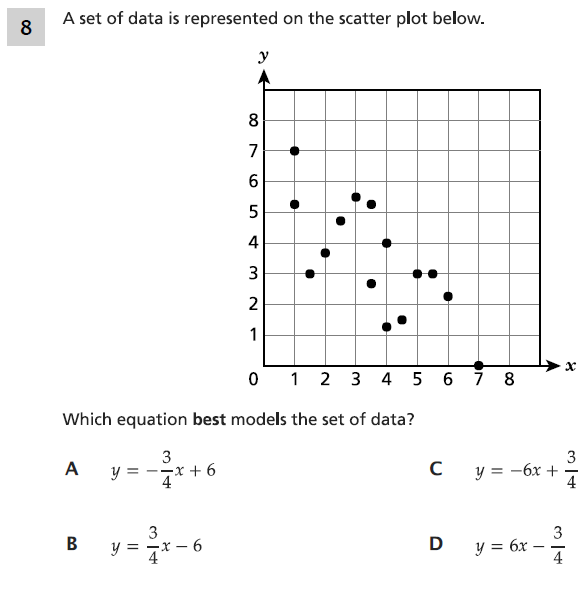 8
A set of data is represented on the scatter plot below.
y
8
7
6
5
4
3
2
1
0 1 2 3 4 5 6 7 8 x
Which equation best models the set of data?
A y = −3/4x + 6
C y = −6x + 3/4
B y = 3/4x − 6
D y = 6x − 3/4